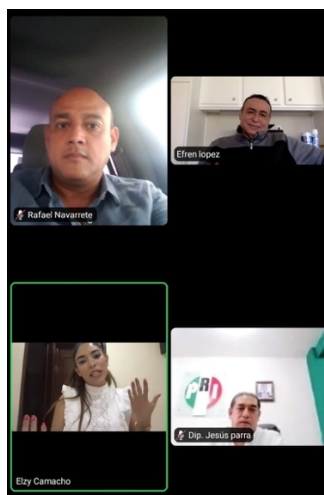 Rafael Navarrete
Efren lopez
PRI
Dip. Jesús parra
Elzy Camacho